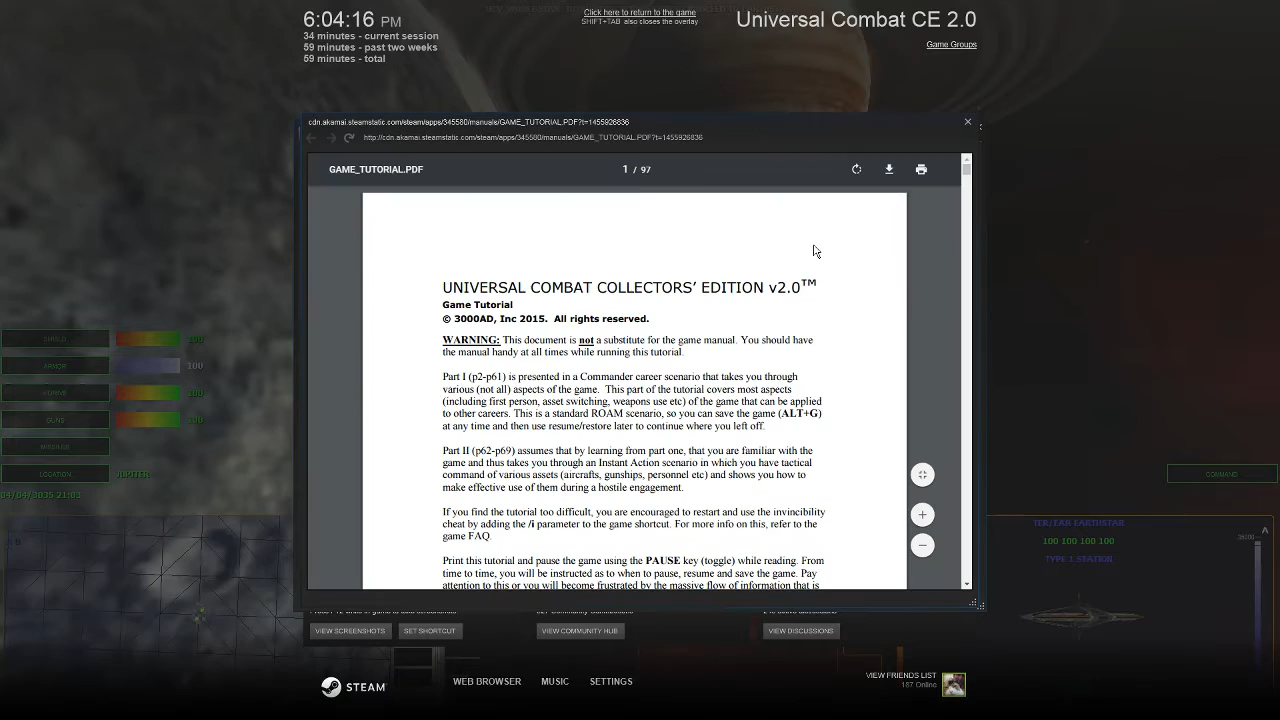 6:04:16 PM
34 minutes - current session
59 minutes - past two weeks
59 minutes - total
Click here to return to the game
SHIFT+TAB also closes the overlay
Universal Combat CE 2.0
Game Groups
cdn.akamai.steamstatic.com/steam/apps/345580/manuals/GAME_TUTORIAL.PDF?t=1455926836
http://cdn.akamai.steamstatic.com/steam/apps/345580/manuals/GAME_TUTORIAL.PDF?t=1455926836
GAME_TUTORIAL.PDF
1 / 97
UNIVERSAL COMBAT COLLECTORS' EDITION v2.0™
Game Tutorial
© 3000AD, Inc 2015. All rights reserved.
WARNING: This document is not a substitute for the game manual. You should have
the manual handy at all times while running this tutorial.
Part I (p2-p61) is presented in a Commander career scenario that takes you through
various (not all) aspects of the game. This part of the tutorial covers most aspects
(including first person, asset switching, weapons use etc) of the game that can be applied
to other careers. This is a standard ROAM scenario, so you can save the game (ALT+G)
at any time and then use resume/restore later to continue where you left off.
Part II (p62-p69) assumes that by learning from part one, that you are familiar with the
game and thus takes you through an Instant Action scenario in which you have tactical
command of various assets (aircrafts, gunships, personnel etc) and shows you how to
make effective use of them during a hostile engagement.
If you find the tutorial too difficult, you are encouraged to restart and use the invincibility
cheat by adding the /i parameter to the game shortcut. For more info on this, refer to the
game FAQ.
Print this tutorial and pause the game using the PAUSE key (toggle) while reading. From
time to time, you will be instructed as to when to pause, resume and save the game. Pay
attention to this or you will become frustrated by the massive flow of information that is
SHIELD
ARMOR 100
GUNS
LOCATION JUPITER
04/04/3035 21:03
COMMAND
TER/EAR EARTHSTAR
100 100 100 100
TYPE 1 STATION
VIEW SCREENSHOTS
SET SHORTCUT
VIEW COMMUNITY HUB
VIEW DISCUSSIONS
STEAM
WEB BROWSER
MUSIC
SETTINGS
VIEW FRIENDS LIST
187 Online